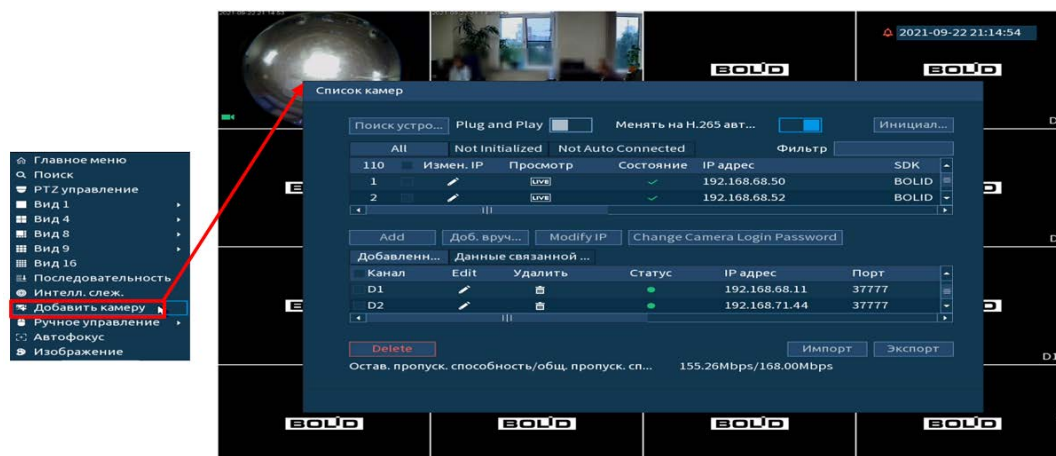 2021-09-22 21:14:54
BOLID BOLID
Список камер
Поиск устро... Plug and Play Менять на H.265 авт... Инициал...
All Not Initialized Not Auto Connected Фильтр
110 Измен. IP Просмотр Состояние IP адрес SDK
1 LIVE 192.168.68.50 BOLID
2 LIVE 192.168.68.52 BOLID
Add Доб. вруч... Modify IP Change Camera Login Password
Добавленн... Данные связанной ...
Канал Edit Удалить Статус IP адрес Порт
D1 192.168.68.11 37777
D2 192.168.71.44 37777
Delete Импорт Экспорт
Остав. пропуск. способность/общ. пропуск. сп... 155.26Mbps/168.00Mbps
BOLID BOLID BOLID BOLID
Главное меню
Поиск
PTZ управление
Вид 1
Вид 4
Вид 8
Вид 9
Вид 16
Последовательность
Интелл. слеж.
Добавить камеру
Ручное управление
Автофокус
Изображение